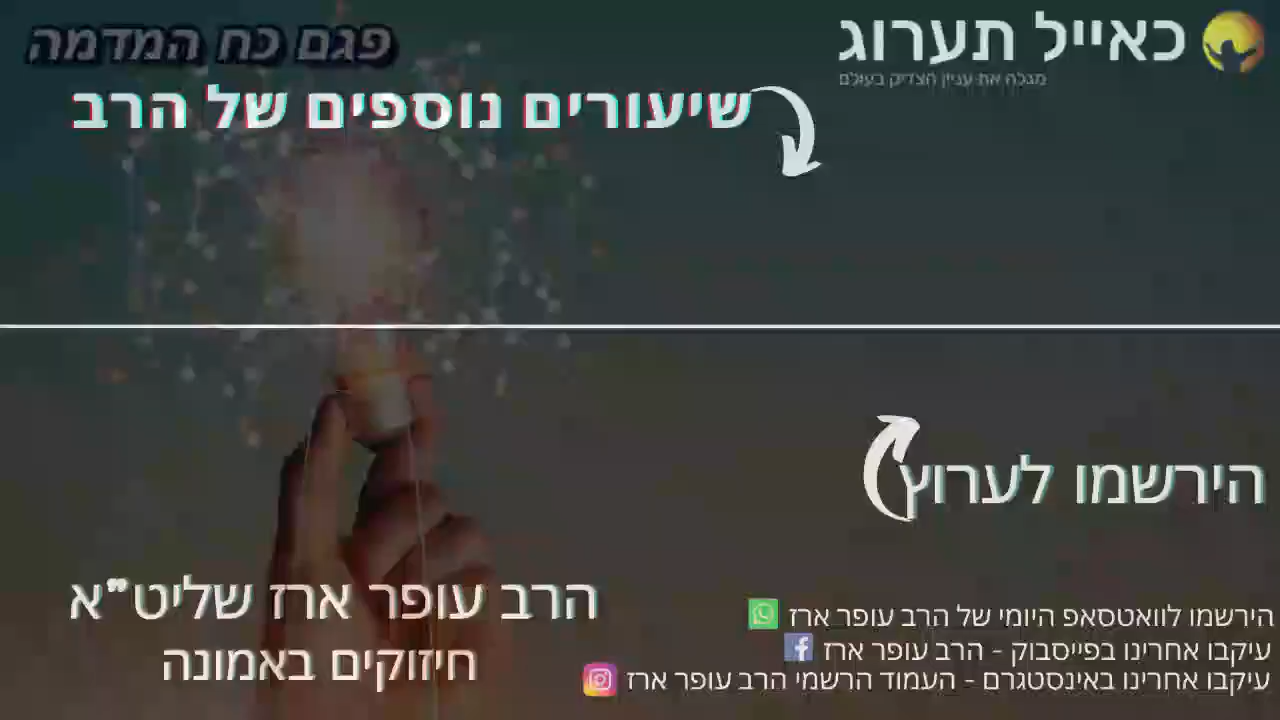 כאייל תערוג
מגלה את עניין הצדיק בעולם
פגם כח המדמה
שיעורים נוספים של הרב
הירשמו לערוץ
הרב עופר ארז שליט"א
חיזוקים באמונה
הירשמו לוואטסאפ היומי של הרב עופר ארז
עיקבו אחרינו בפייסבוק - הרב עופר ארז
עיקבו אחרינו באינסטגרם - העמוד הרשמי הרב עופר ארז